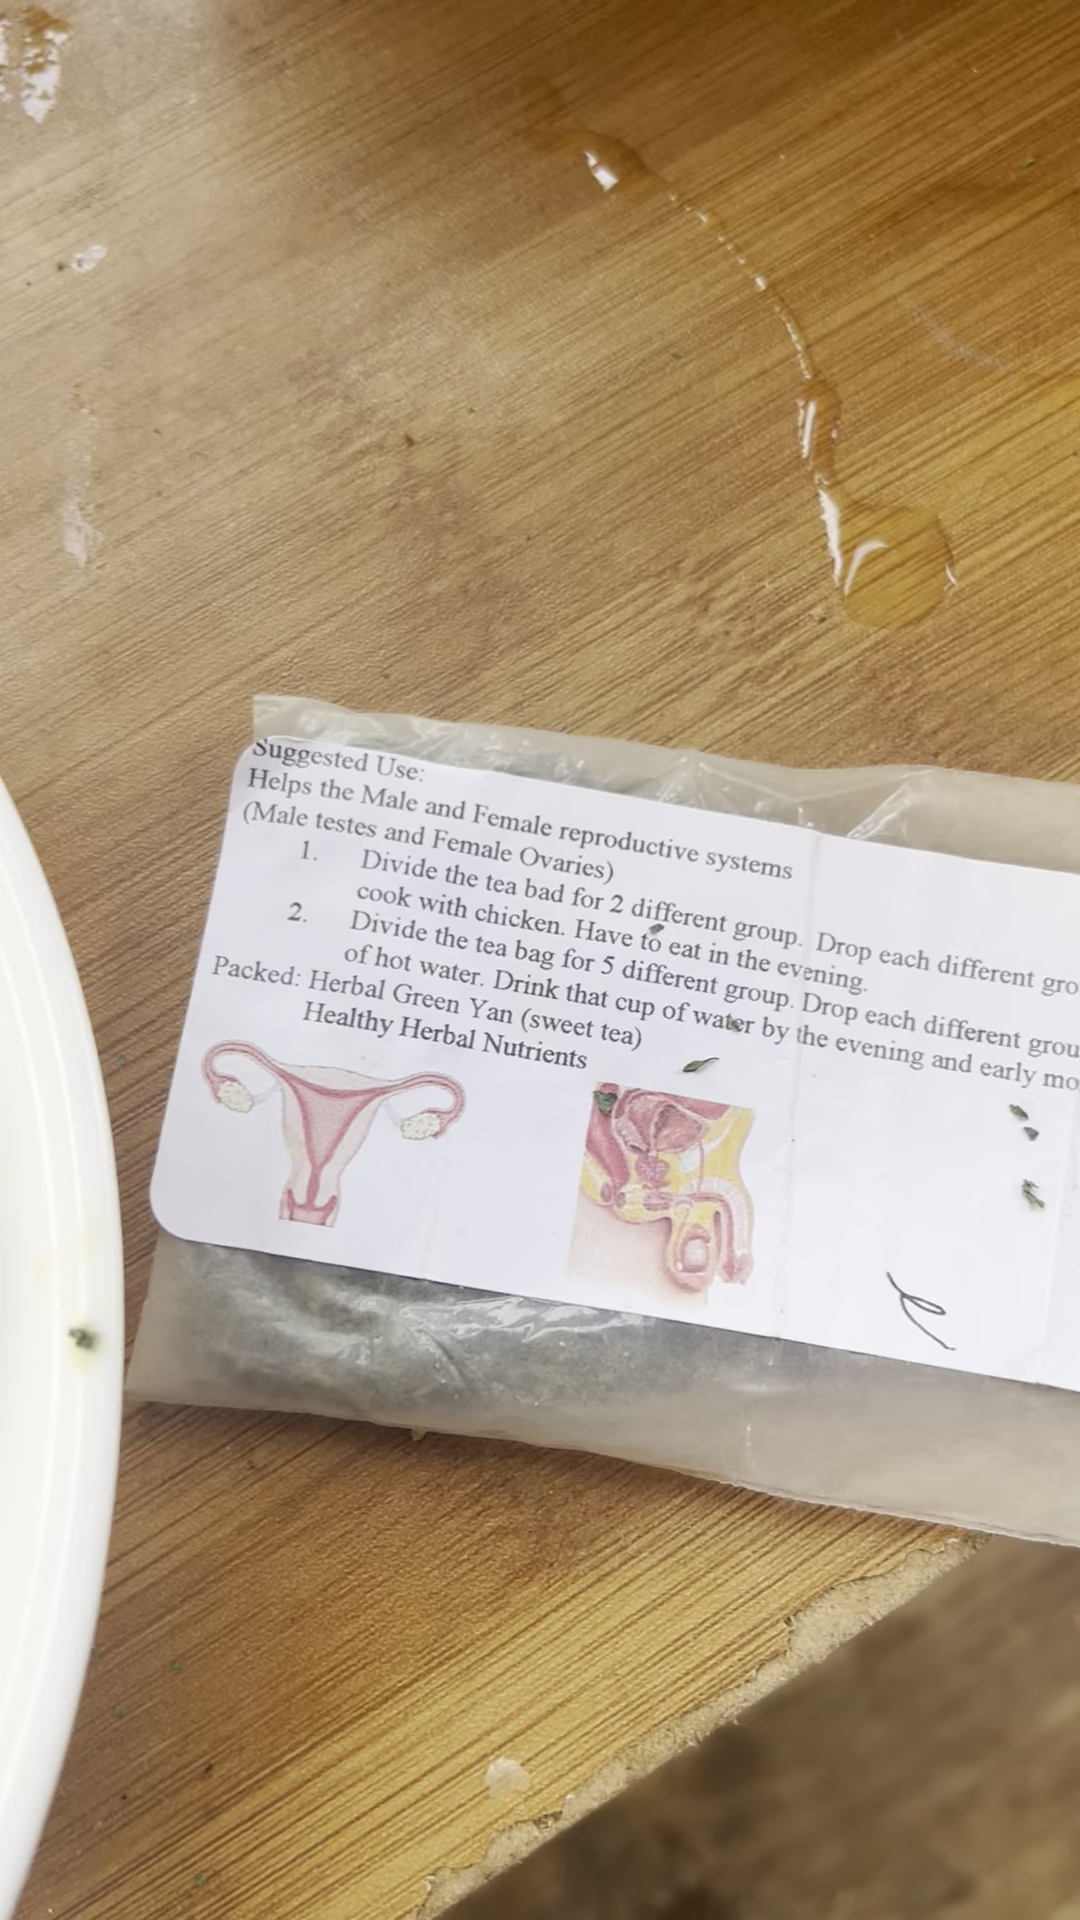 Suggested Use:
Helps the Male and Female reproductive systems
(Male testes and Female Ovaries)
1. Divide the tea bad for 2 different group. Drop each different gro
cook with chicken. Have to eat in the evening.
2. Divide the tea bag for 5 different group. Drop each different grou
of hot water. Drink that cup of water by the evening and early mo
Packed: Herbal Green Yan (sweet tea)
Healthy Herbal Nutrients